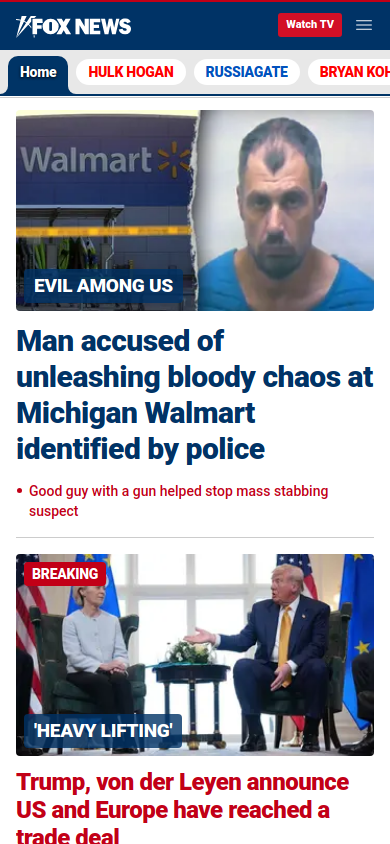 FOX NEWS
Watch TV
Home
HULK HOGAN
RUSSIAGATE
BRYAN KOH
Walmart
EVIL AMONG US
Man accused of
unleashing bloody chaos at
Michigan Walmart
identified by police
• Good guy with a gun helped stop mass stabbing
suspect
BREAKING
'HEAVY LIFTING'
Trump, von der Leyen announce
US and Europe have reached a
trade deal